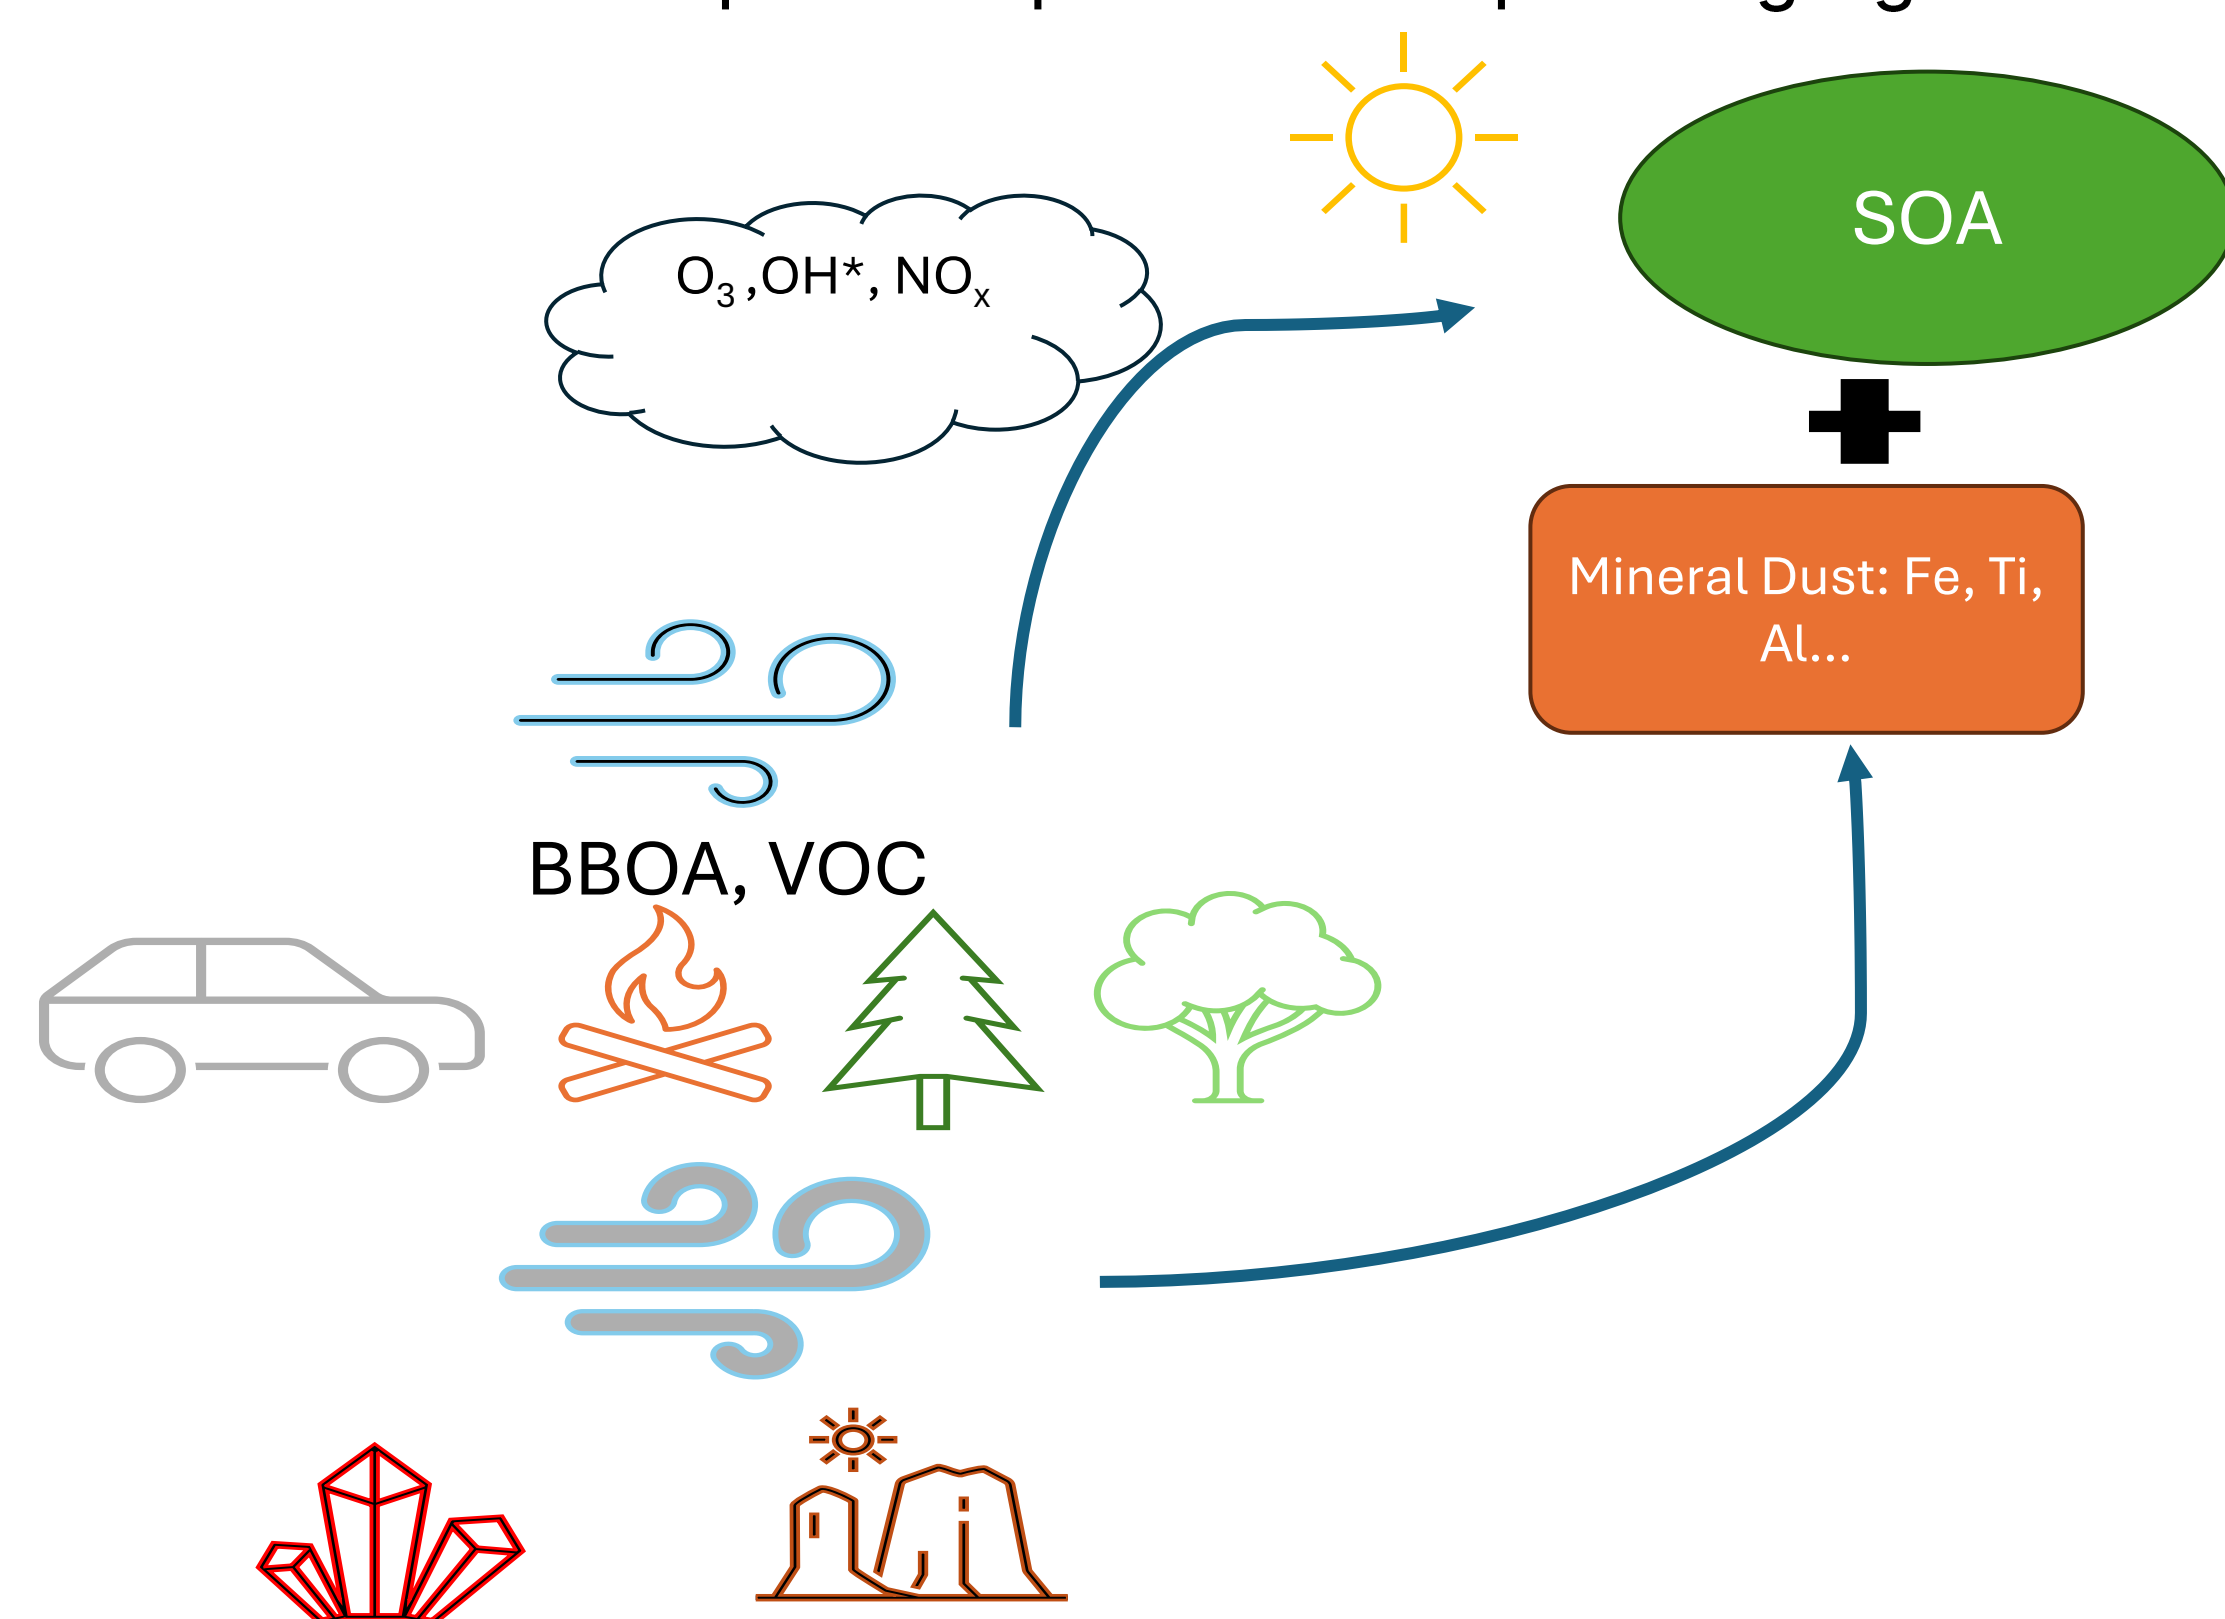 O₃ ,OH*, NOₓ
SOA
Mineral Dust: Fe, Ti,
Al...
BBOA, VOC